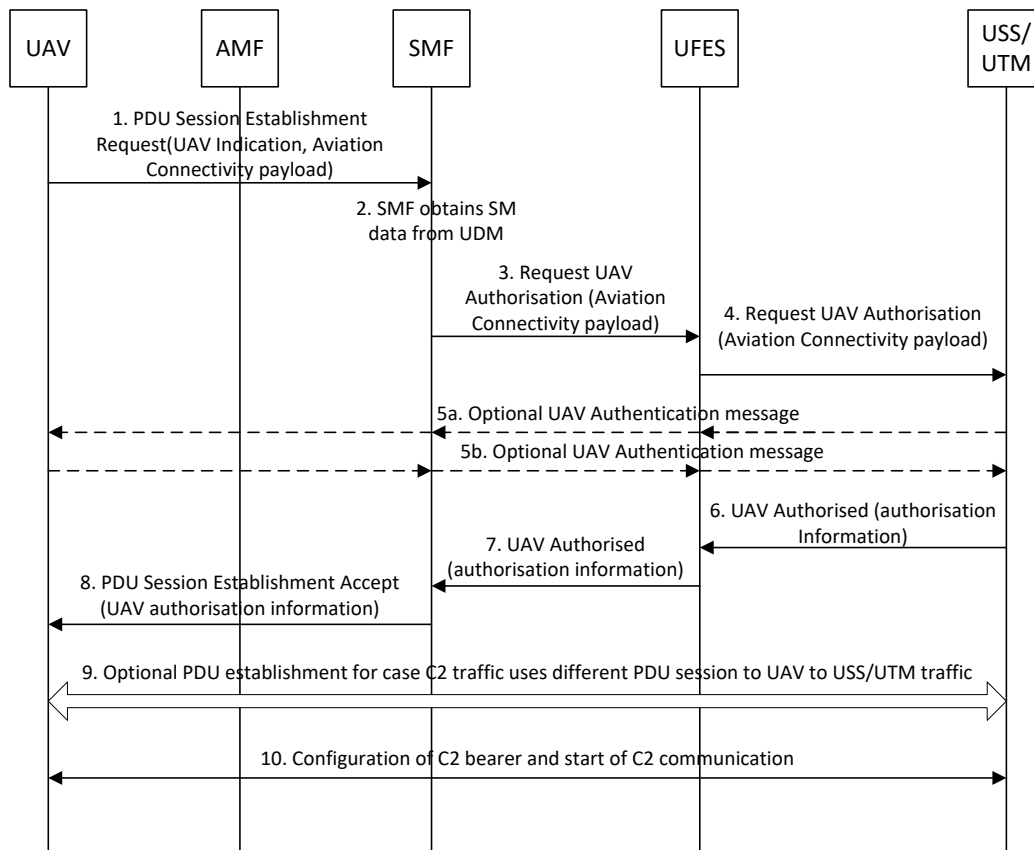 UAV
AMF
SMF
UFES
USS/
UTM
1. PDU Session Establishment
Request(UAV Indication, Aviation
Connectivity payload)
2. SMF obtains SM
data from UDM
3. Request UAV
Authorisation (Aviation
Connectivity payload)
4. Request UAV Authorisation
(Aviation Connectivity payload)
5a. Optional UAV Authentication message
5b. Optional UAV Authentication message
6. UAV Authorised (authorisation
Information)
7. UAV Authorised
(authorisation information)
8. PDU Session Establishment Accept
(UAV authorisation information)
9. Optional PDU establishment for case C2 traffic uses different PDU session to UAV to USS/UTM traffic
10. Configuration of C2 bearer and start of C2 communication